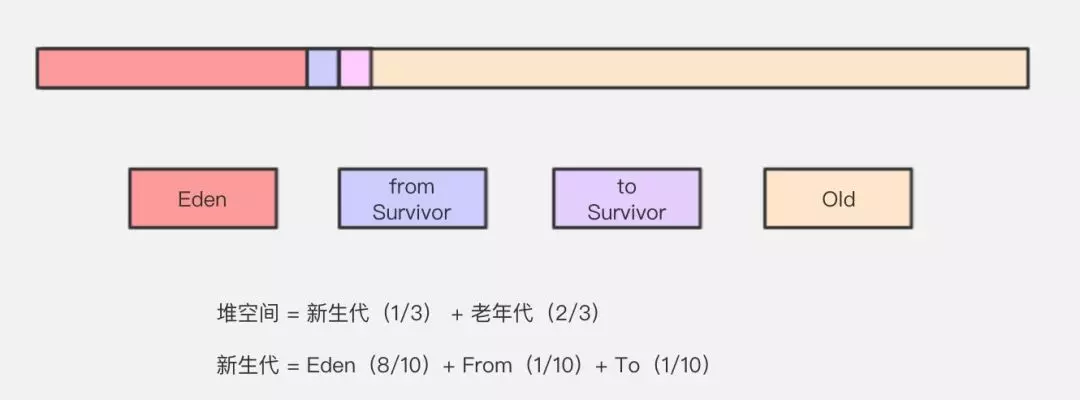 Eden
from
Survivor
to
Survivor
Old
堆空间 = 新生代（1/3） + 老年代（2/3）
新生代 = Eden（8/10）+ From（1/10）+ To（1/10）